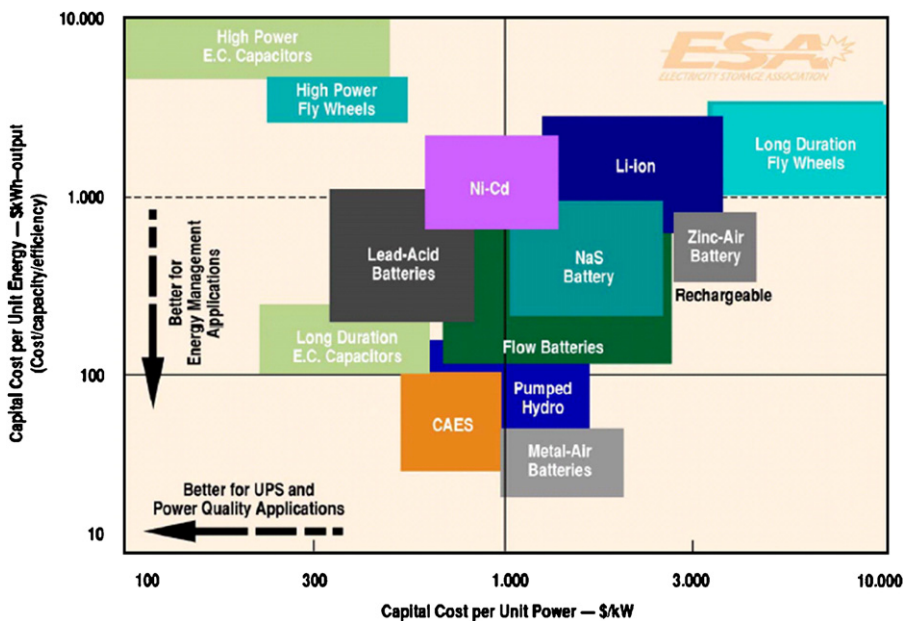 10.000
High Power
E.C. Capacitors
ESA
ELECTRICITY STORAGE ASSOCIATION
High Power
Fly Wheels
Long Duration
Fly Wheels
Li-ion
Ni-Cd
1.000
Lead-Acid
Batteries
NaS
Battery
Zinc-Air
Battery
Rechargeable
Better for
Energy Management
Applications
Long Duration
E.C. Capacitors
Flow Batteries
100
Pumped
Hydro
CAES
Metal-Air
Batteries
Better for UPS and
Power Quality Applications
10
Capital Cost per Unit Energy — $kWh–output
(Cost/capacity/efficiency)
100
300
1.000
3.000
10.000
Capital Cost per Unit Power — $/kW